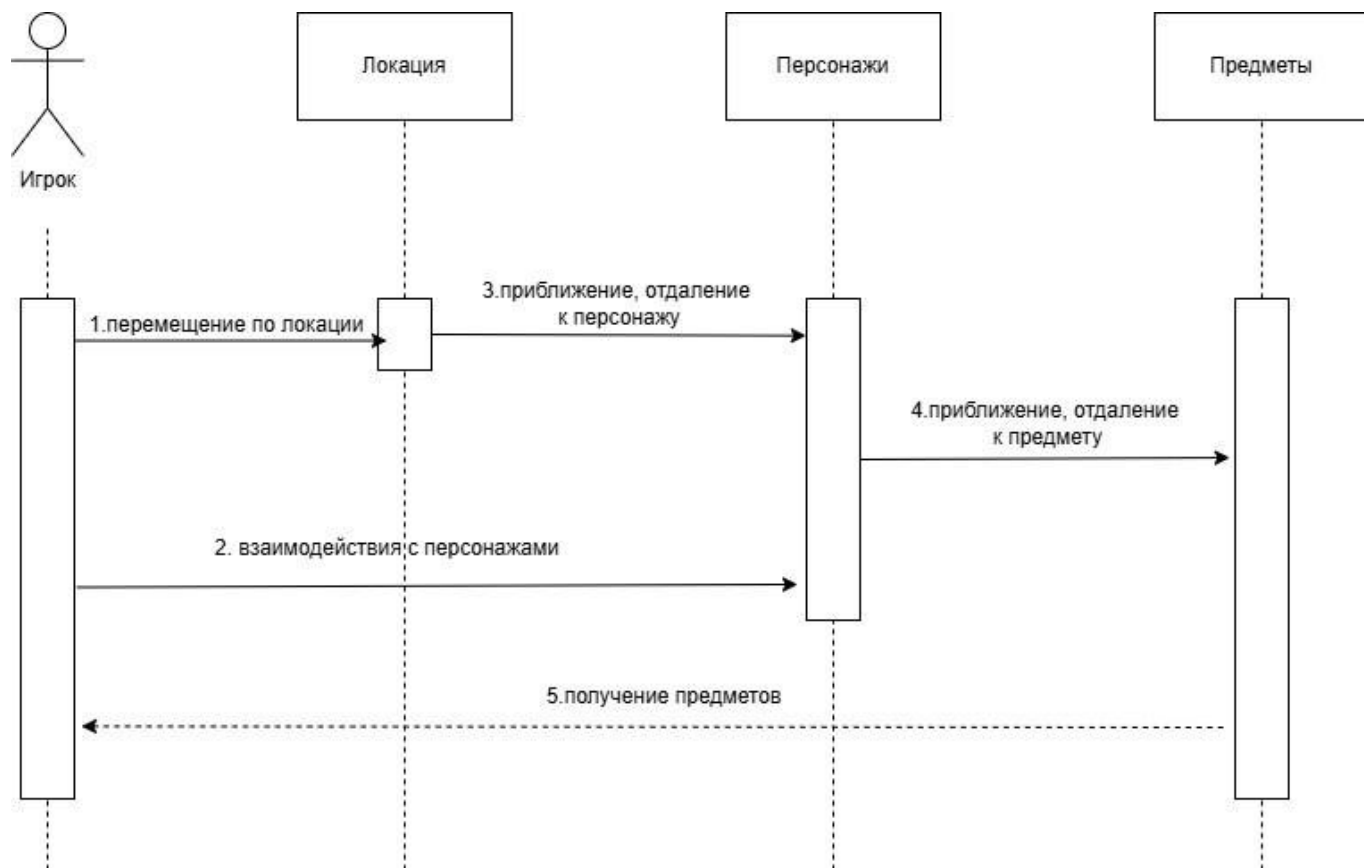 Локация
Персонажи
Предметы
Игрок
3.приближение, отдаление
к персонажу
1.перемещение по локации
4.приближение, отдаление
к предмету
2. взаимодействия с персонажами
5.получение предметов